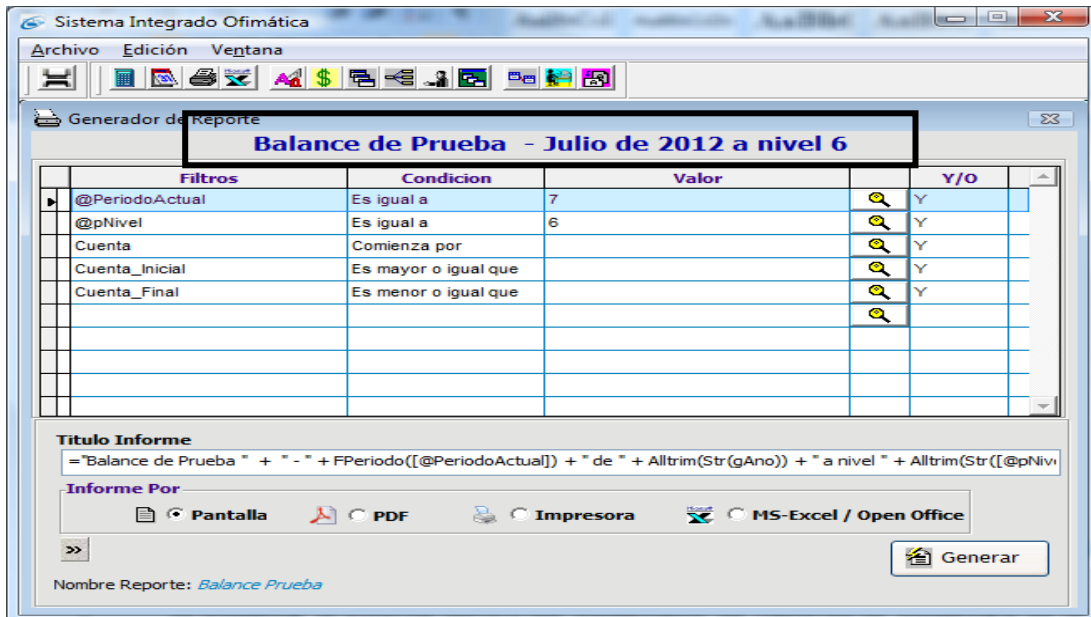 Sistema Integrado Ofimática
Archivo Edición Ventana
Generador de Reporte
Balance de Prueba - Julio de 2012 a nivel 6
Filtros Condicion Valor Y/O
@PeriodoActual Es igual a 7 Y
@pNivel Es igual a 6 Y
Cuenta Comienza por Y
Cuenta_Inicial Es mayor o igual que Y
Cuenta_Final Es menor o igual que Y
Titulo Informe
="Balance de Prueba " + " - " + FPeriodo([@PeriodoActual]) + " de " + Alltrim(Str(gAno)) + " a nivel " + Alltrim(Str([@pNiv
Informe Por
Pantalla PDF Impresora MS-Excel / Open Office
>> Generar
Nombre Reporte: Balance Prueba